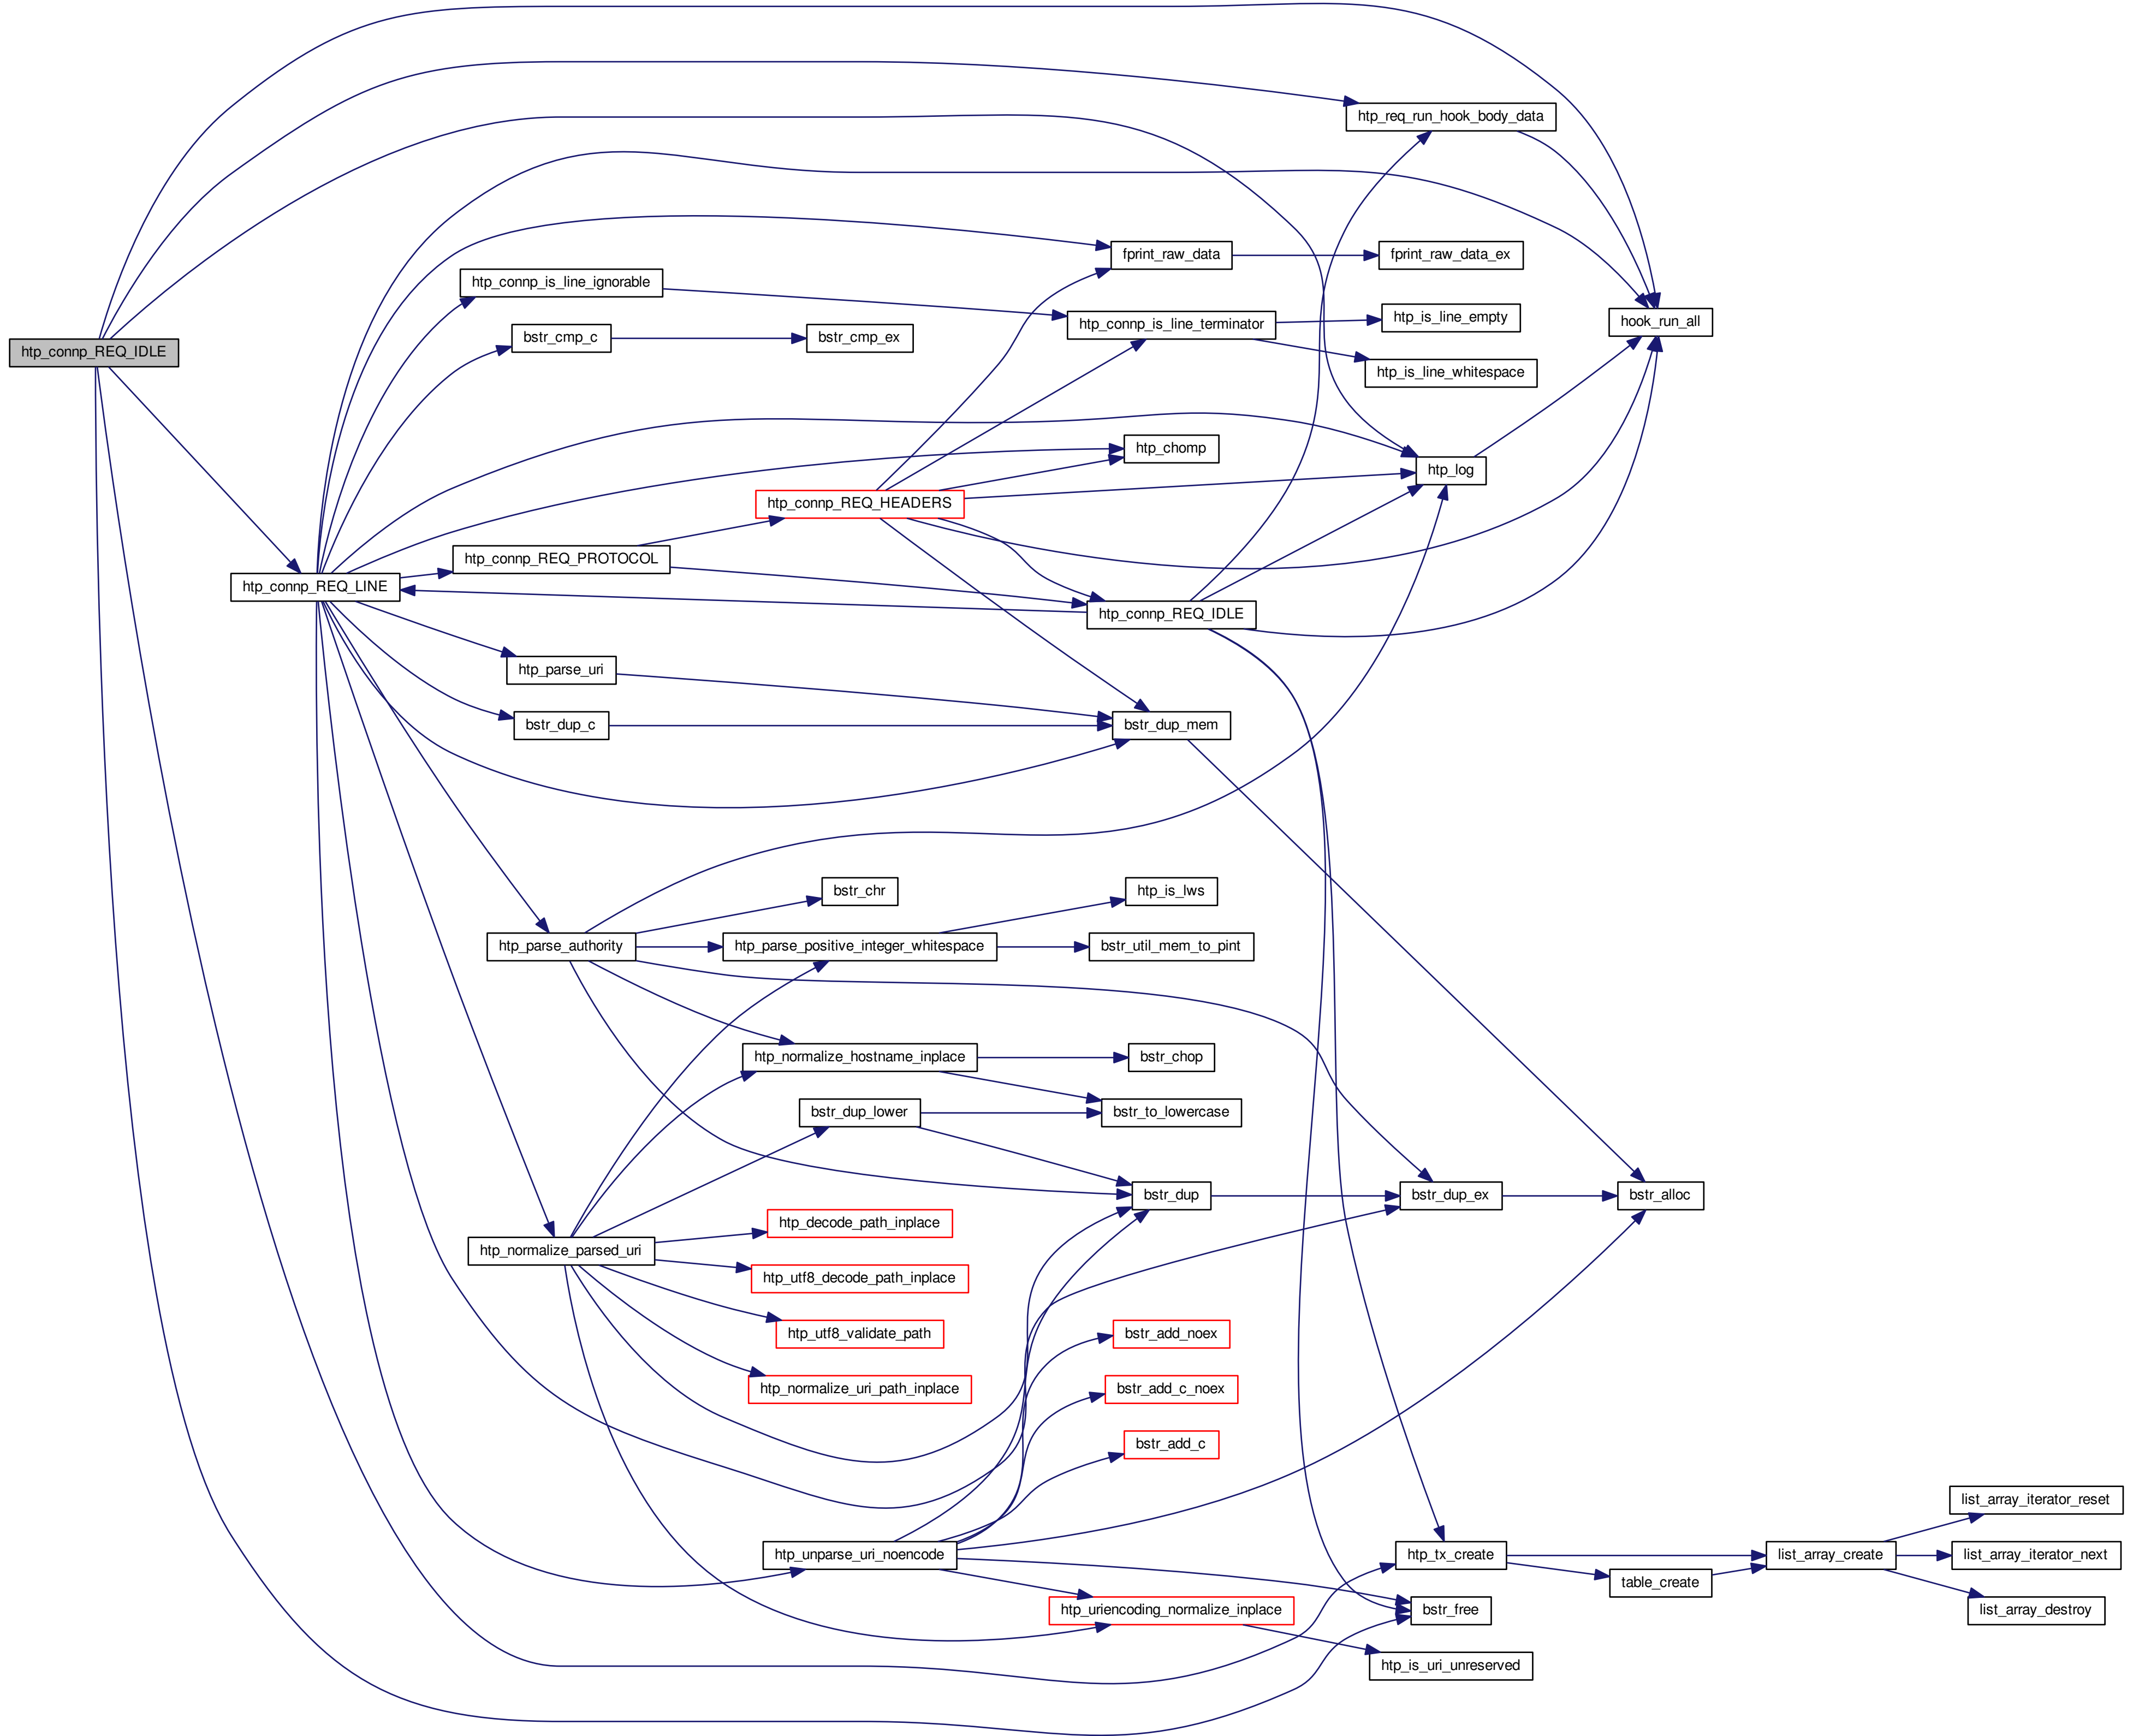 htp_req_run_hook_body_data
fprint_raw_data
fprint_raw_data_ex
htp_connp_is_line_ignorable
htp_connp_is_line_terminator
htp_is_line_empty
hook_run_all
bstr_cmp_c
bstr_cmp_ex
htp_connp_REQ_IDLE
htp_is_line_whitespace
htp_chomp
htp_log
htp_connp_REQ_HEADERS
htp_connp_REQ_PROTOCOL
htp_connp_REQ_LINE
htp_connp_REQ_IDLE
htp_parse_uri
bstr_dup_c
bstr_dup_mem
bstr_chr
htp_is_lws
htp_parse_authority
htp_parse_positive_integer_whitespace
bstr_util_mem_to_pint
htp_normalize_hostname_inplace
bstr_chop
bstr_dup_lower
bstr_to_lowercase
bstr_dup
bstr_dup_ex
bstr_alloc
htp_decode_path_inplace
htp_normalize_parsed_uri
htp_utf8_decode_path_inplace
htp_utf8_validate_path
bstr_add_noex
htp_normalize_uri_path_inplace
bstr_add_c_noex
bstr_add_c
list_array_iterator_reset
htp_unparse_uri_noencode
htp_tx_create
list_array_create
list_array_iterator_next
table_create
htp_uriencoding_normalize_inplace
bstr_free
list_array_destroy
htp_is_uri_unreserved